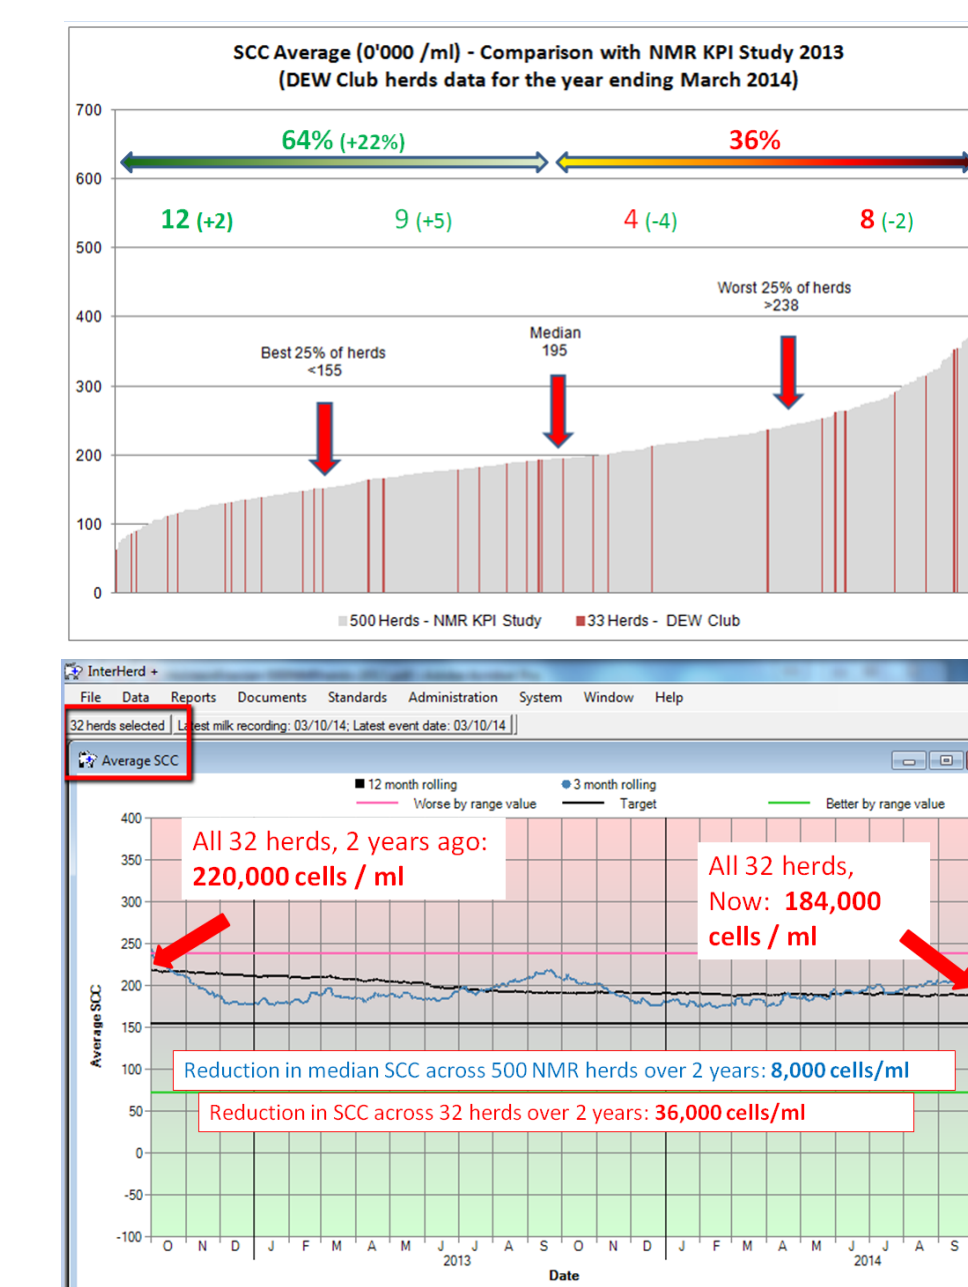 SCC Average (0'000 /ml) - Comparison with NMR KPI Study 2013
(DEW Club herds data for the year ending March 2014)
700
64% (+22%)
36%
600
12 (+2)
9 (+5)
4 (-4)
8 (-2)
500
Worst 25% of herds
>238
400
Median
195
Best 25% of herds
<155
300
200
100
0
500 Herds - NMR KPI Study
33 Herds - DEW Club
InterHerd +
File Data Reports Documents Standards Administration System Window Help
32 herds selected
Latest milk recording: 03/10/14; Latest event date: 03/10/14
Average SCC
12 month rolling
3 month rolling
Worse by range value
Target
Better by range value
400
All 32 herds, 2 years ago:
220,000 cells / ml
350
All 32 herds,
Now: 184,000
cells / ml
300
250
200
150
Average SCC
100
Reduction in median SCC across 500 NMR herds over 2 years: 8,000 cells/ml
50
Reduction in SCC across 32 herds over 2 years: 36,000 cells/ml
0
-50
-100
O N D J F M A M J J A S O N D J F M A M J J A S
2013
2014
Date